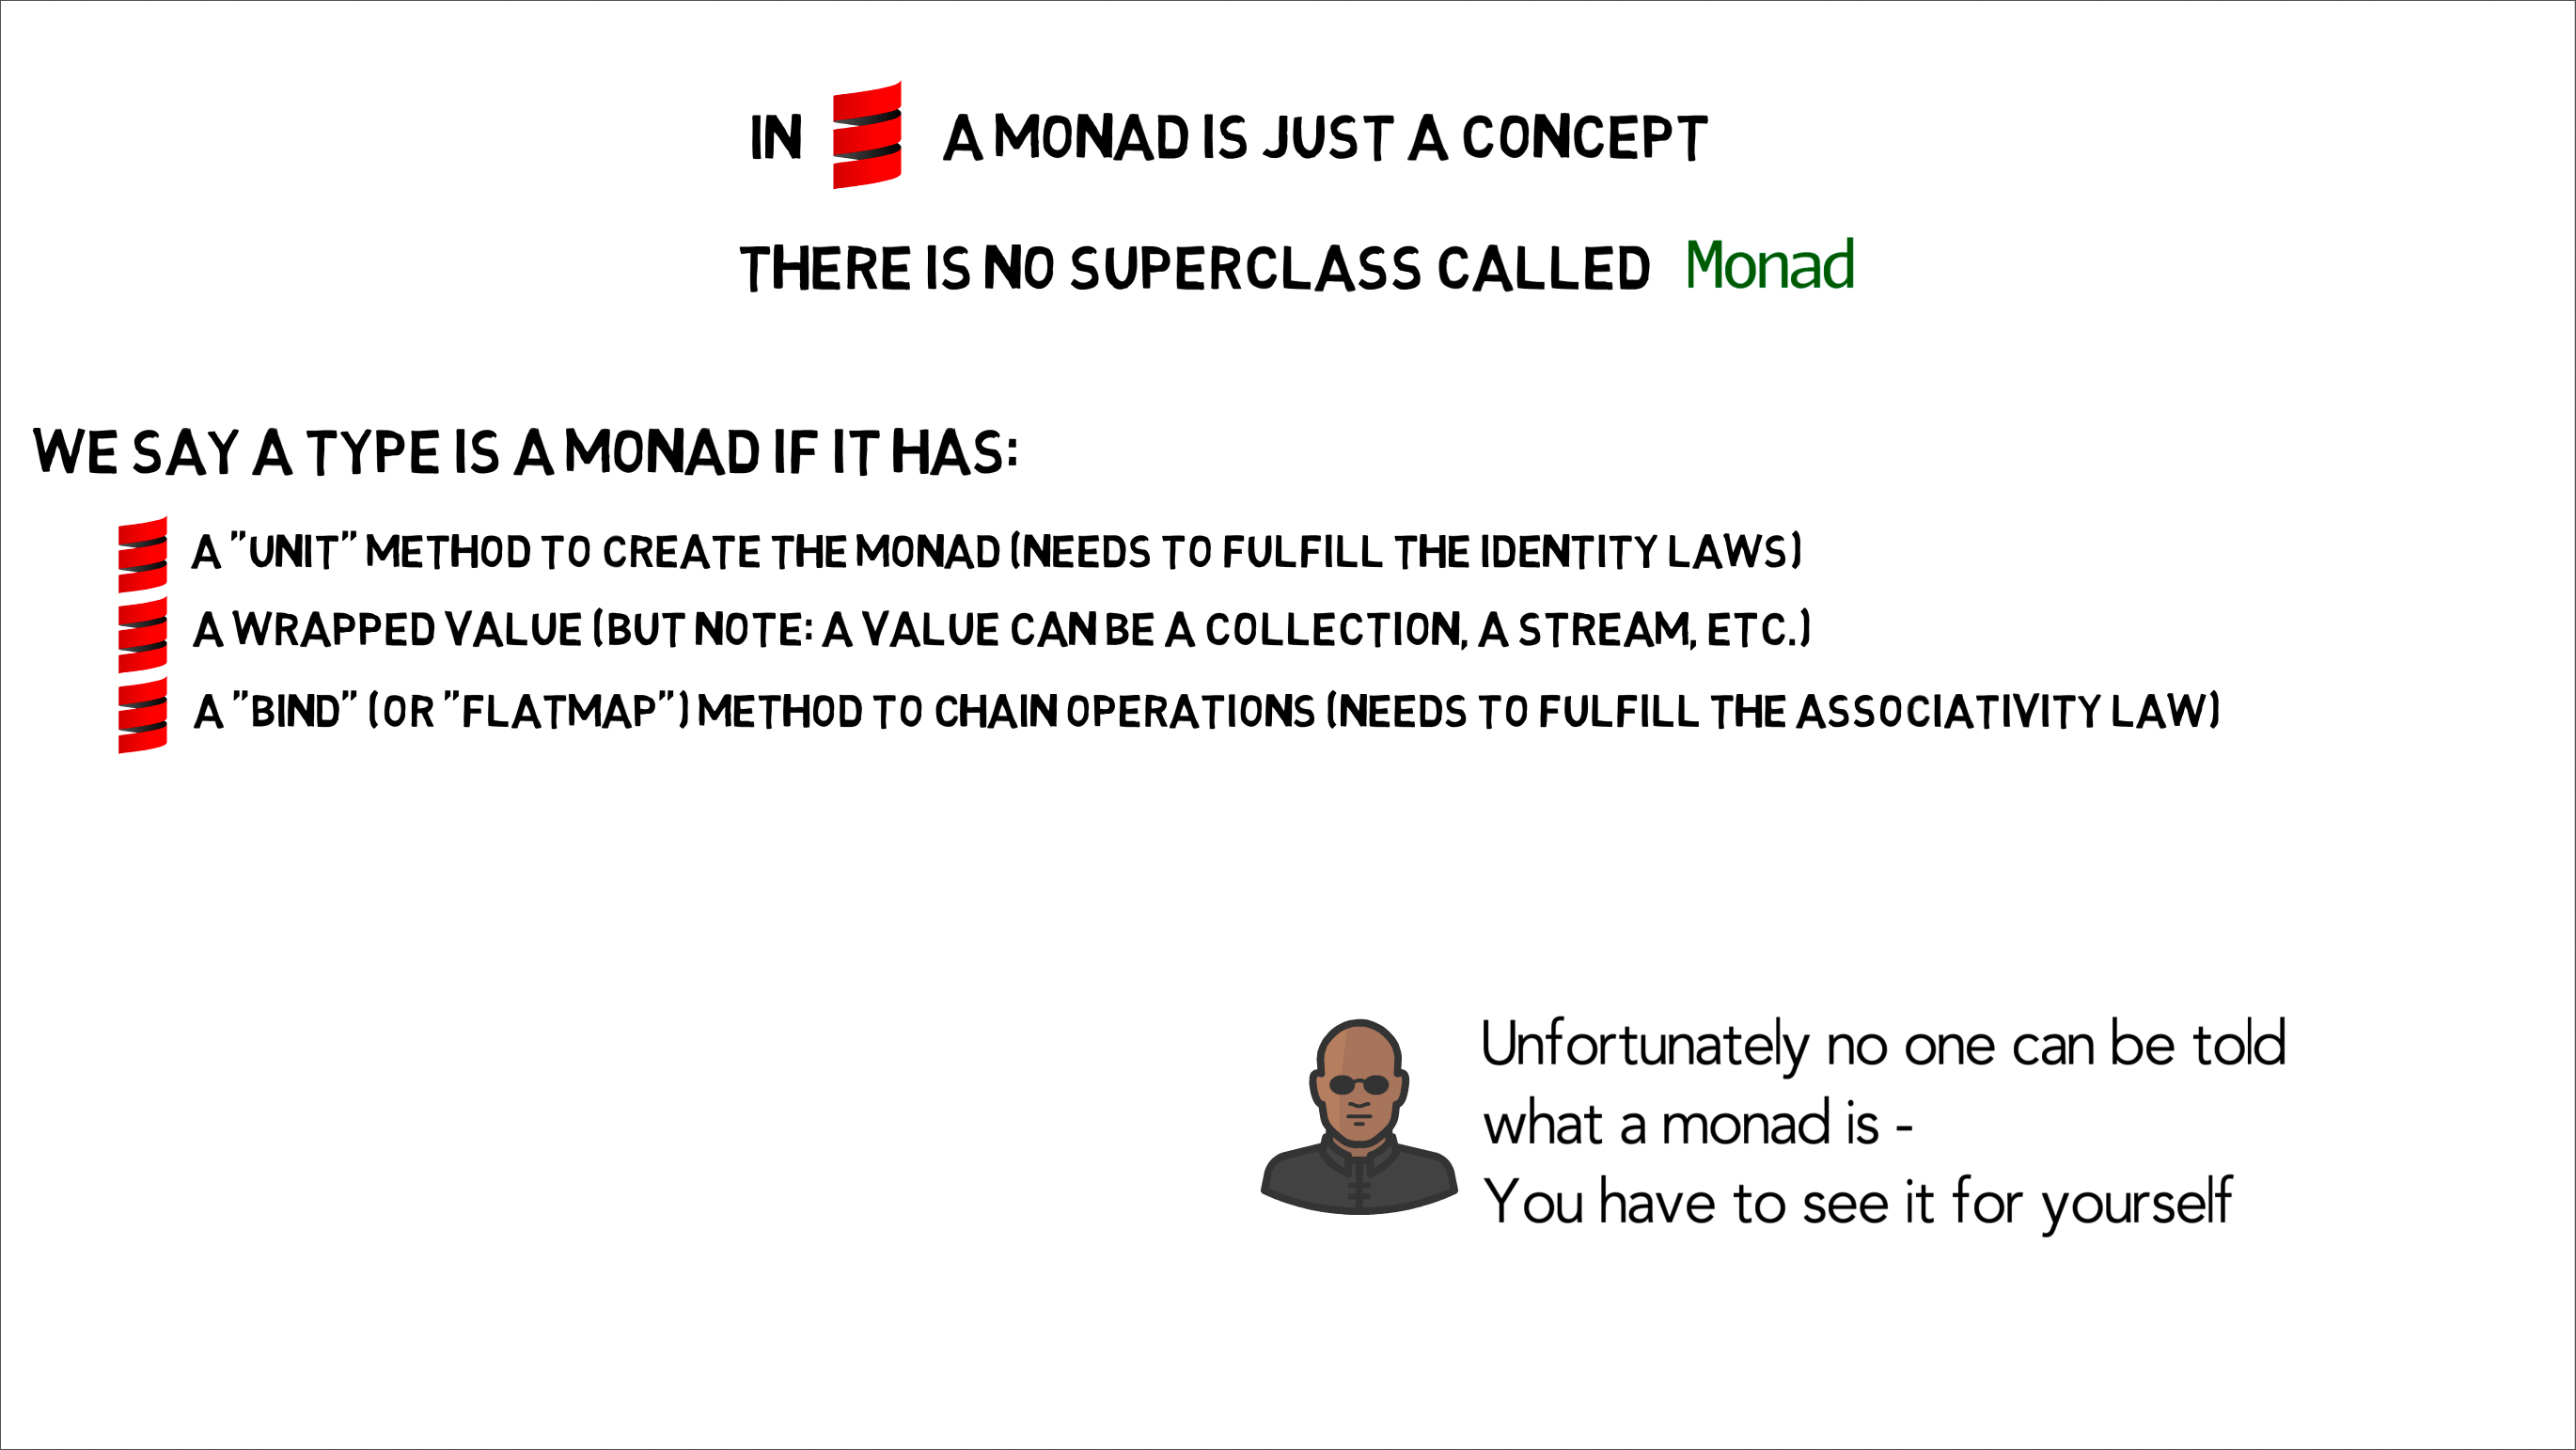 IN A MONAD IS JUST A CONCEPT
THERE IS NO SUPERCLASS CALLED Monad
WE SAY A TYPE IS A MONAD IF IT HAS:
A "UNIT" METHOD TO CREATE THE MONAD (NEEDS TO FULFILL THE IDENTITY LAWS)
A WRAPPED VALUE (BUT NOTE: A VALUE CAN BE A COLLECTION, A STREAM, ETC.)
A "BIND" (OR "FLATMAP") METHOD TO CHAIN OPERATIONS (NEEDS TO FULFILL THE ASSOCIATIVITY LAW)
Unfortunately no one can be told
what a monad is -
You have to see it for yourself